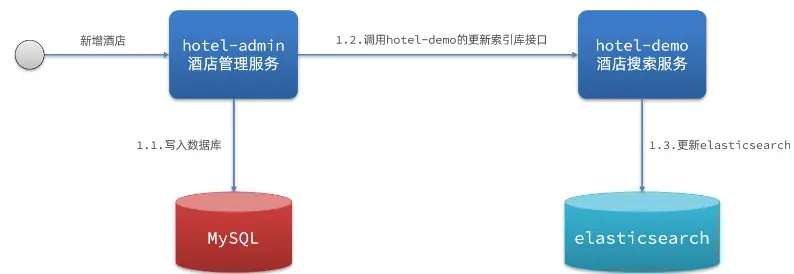 新增酒店
hotel-admin
酒店管理服务
1.2.调用hotel-demo的更新索引库接口
hotel-demo
酒店搜索服务
1.1.写入数据库
1.3.更新elasticsearch
MySQL
elasticsearch